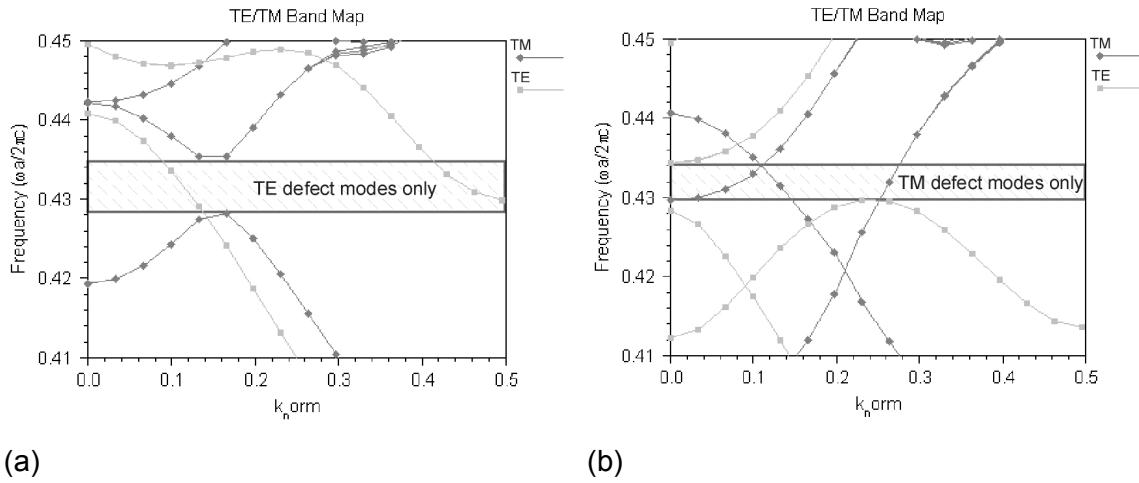 TE/TM Band Map
TM
TE
Frequency (ωa/2πc)
0.45
0.44
0.43
0.42
0.41
TE defect modes only
0.0 0.1 0.2 0.3 0.4 0.5
k_norm
(a)
TE/TM Band Map
TM
TE
Frequency (ωa/2πc)
0.45
0.44
0.43
0.42
0.41
TM defect modes only
0.0 0.1 0.2 0.3 0.4 0.5
k_norm
(b)